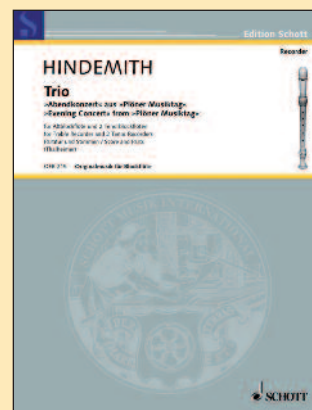 Edition Schott
Recorder
HINDEMITH
Trio
»Abendkonzert« aus »Plöner Musiktag«
»Evening Concert« from »Plöner Musiktag«
für Altblockflöte und 2 Tenorblockflöten
for Treble Recorder and 2 Tenor Recorders
Partitur und Stimmen / Score and Parts
Originalmusik für Blockflöte
SCHOTT